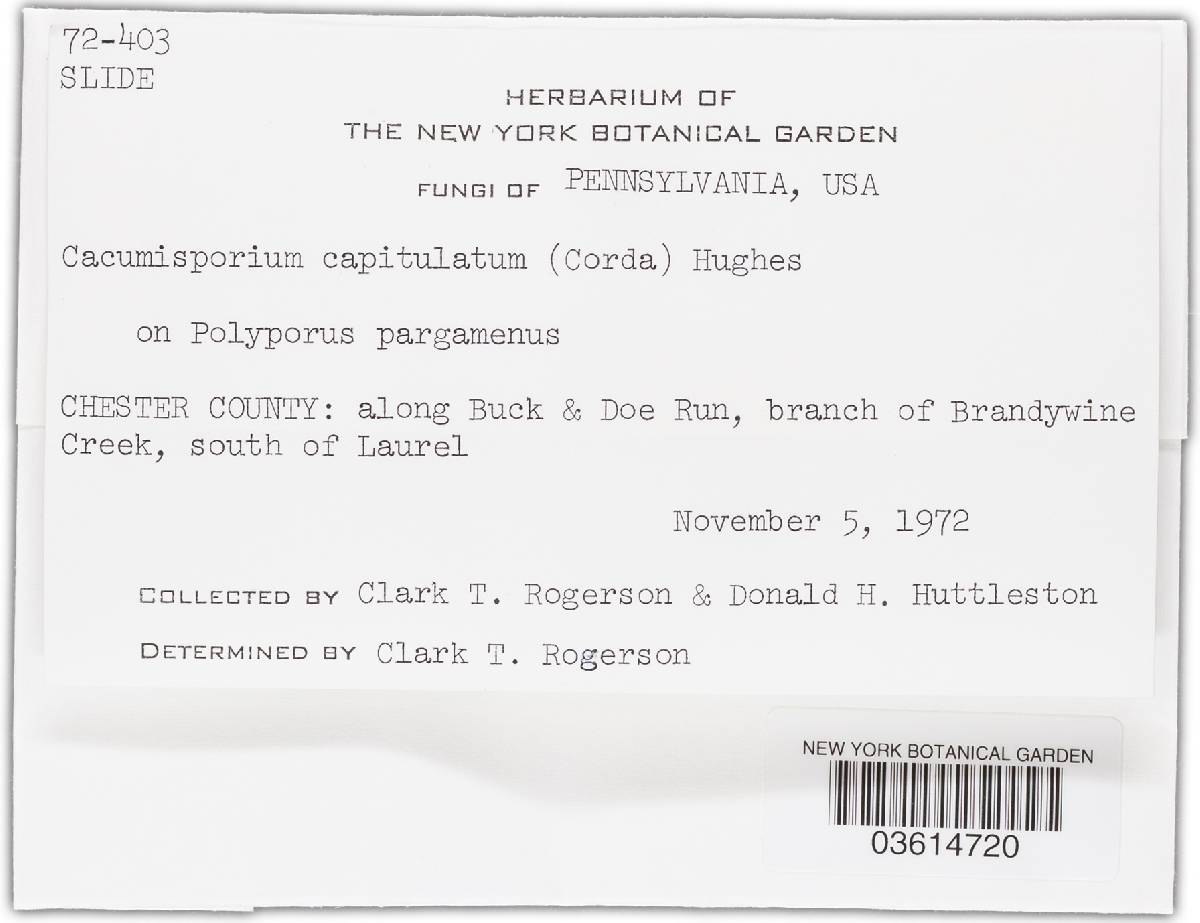 72-403
SLIDE
HERBARIUM OF
THE NEW YORK BOTANICAL GARDEN
FUNGI OF PENNSYLVANIA, USA
Cacumisporium capitulatum (Corda) Hughes
on Polyporus pargamenus
CHESTER COUNTY: along Buck & Doe Run, branch of Brandywine
Creek, south of Laurel
November 5, 1972
COLLECTED BY Clark T. Rogerson & Donald H. Huttleston
DETERMINED BY Clark T. Rogerson
NEW YORK BOTANICAL GARDEN
03614720